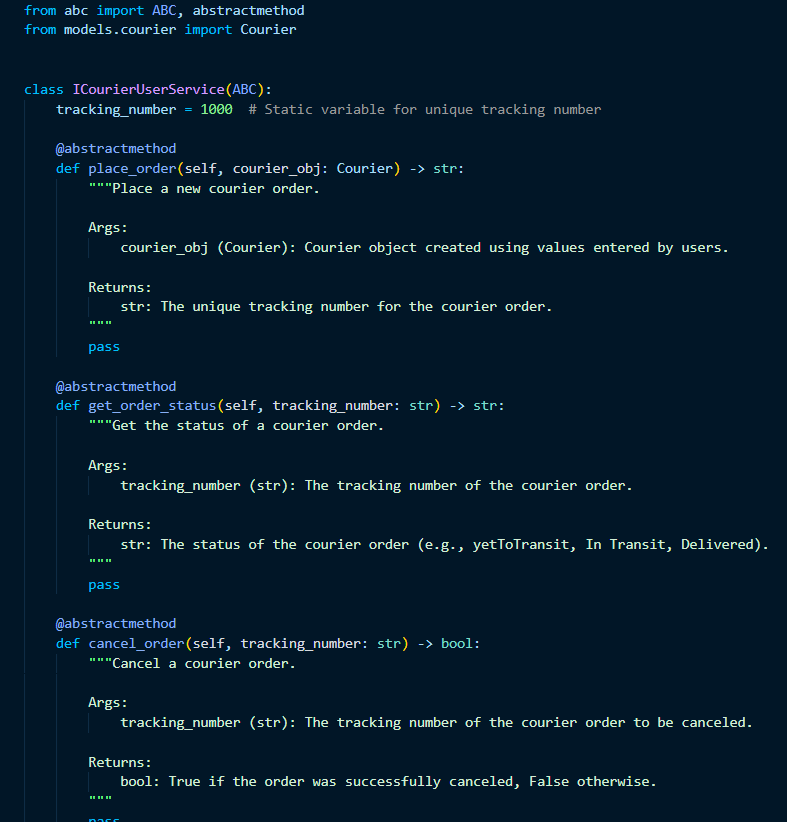 from abc import ABC, abstractmethod
from models.courier import Courier
class ICourierUserService(ABC):
    tracking_number = 1000  # Static variable for unique tracking number
    @abstractmethod
    def place_order(self, courier_obj: Courier) -> str:
        """Place a new courier order.
        Args:
            courier_obj (Courier): Courier object created using values entered by users.
        Returns:
            str: The unique tracking number for the courier order.
        """
        pass
    @abstractmethod
    def get_order_status(self, tracking_number: str) -> str:
        """Get the status of a courier order.
        Args:
            tracking_number (str): The tracking number of the courier order.
        Returns:
            str: The status of the courier order (e.g., yetToTransit, In Transit, Delivered).
        """
        pass
    @abstractmethod
    def cancel_order(self, tracking_number: str) -> bool:
        """Cancel a courier order.
        Args:
            tracking_number (str): The tracking number of the courier order to be canceled.
        Returns:
            bool: True if the order was successfully canceled, False otherwise.
        """
        pass